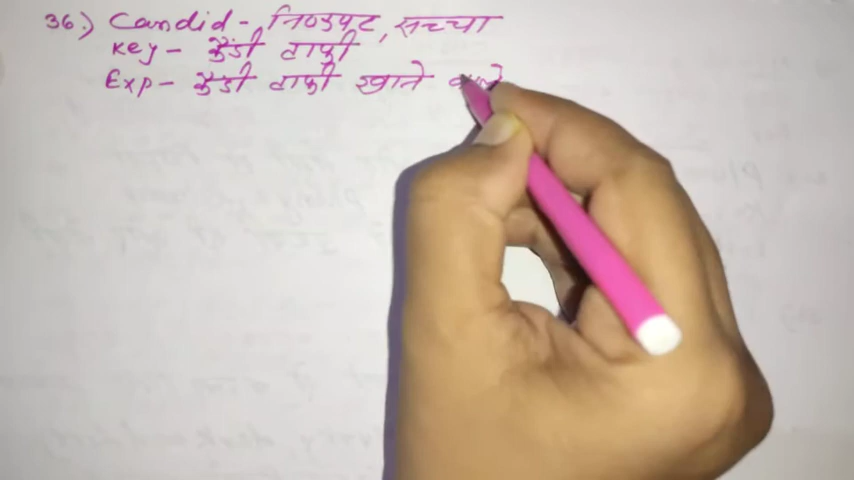 36.) Candid - निष्कपट, सच्चा
Key - कैंडी टाफी
Exp - कैंडी टाफी खाने